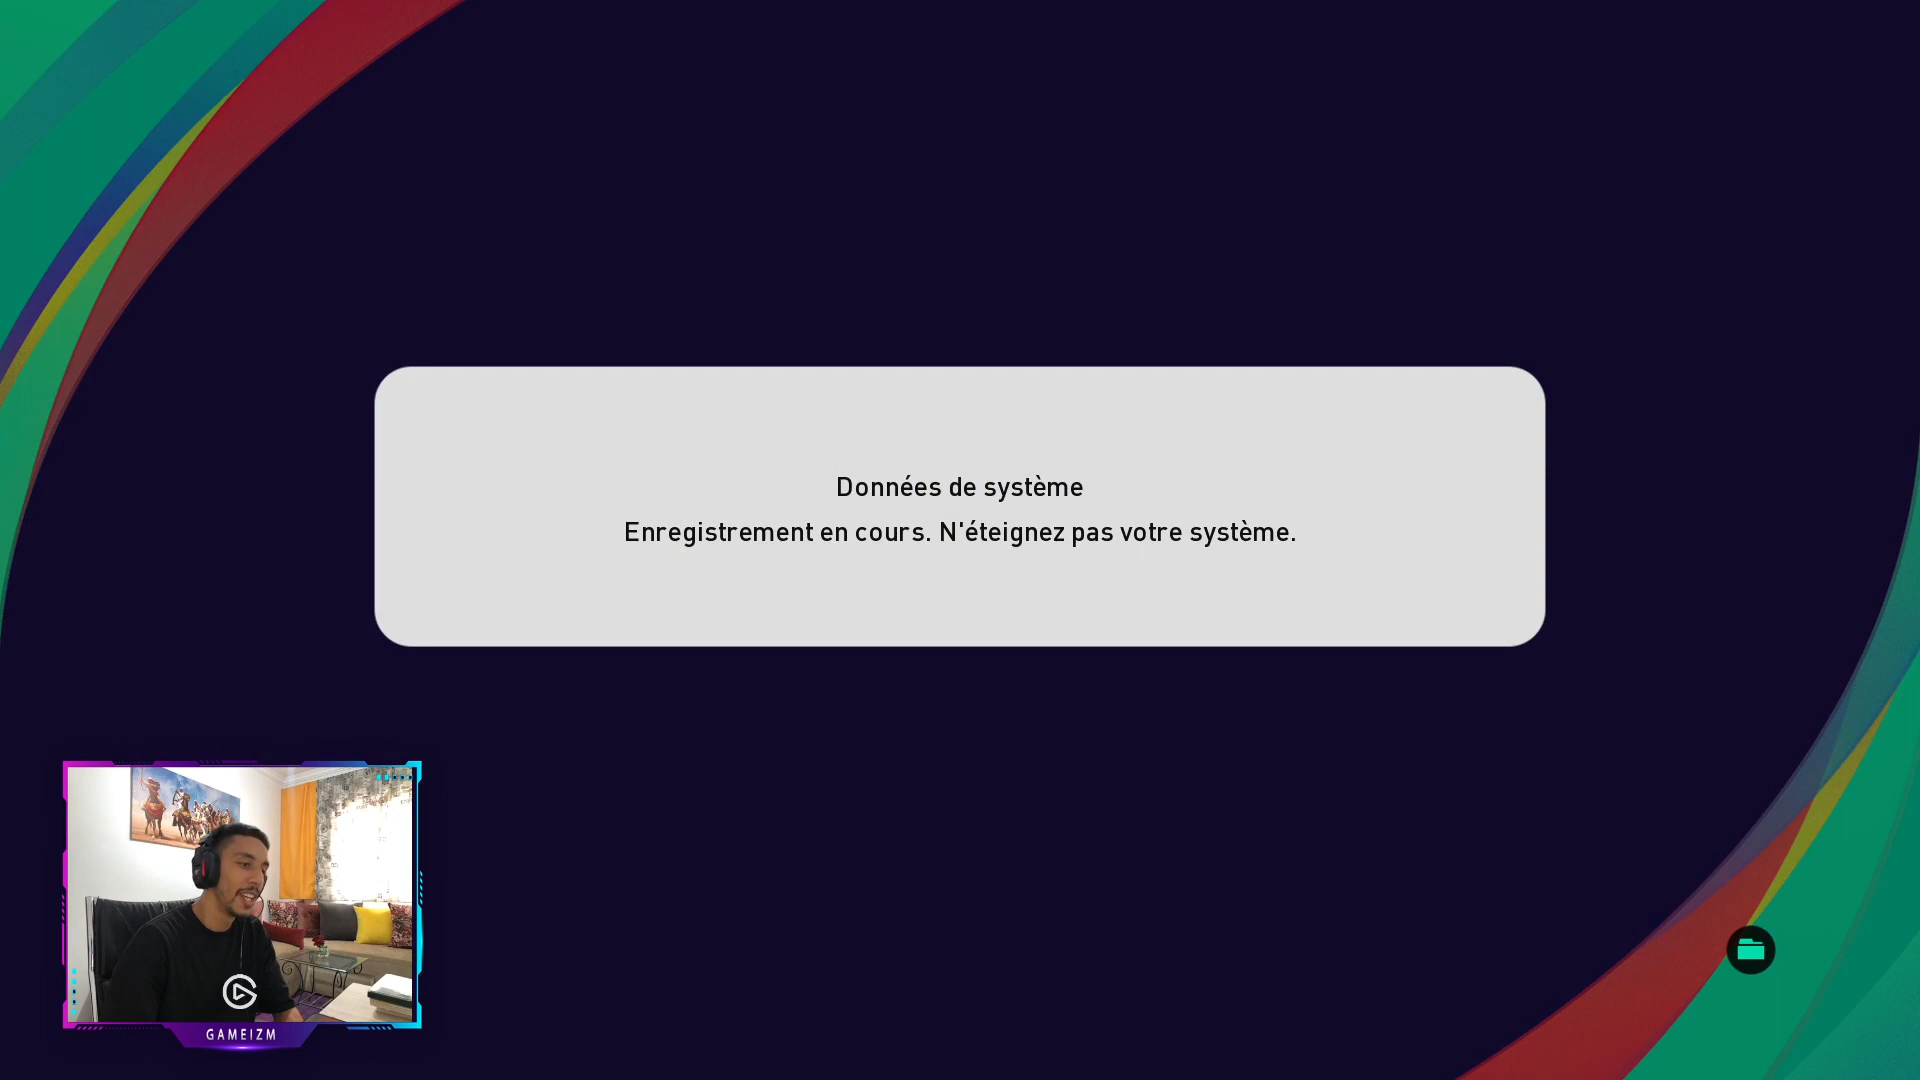 Données de système
Enregistrement en cours. N'éteignez pas votre système.
GAMEIZM